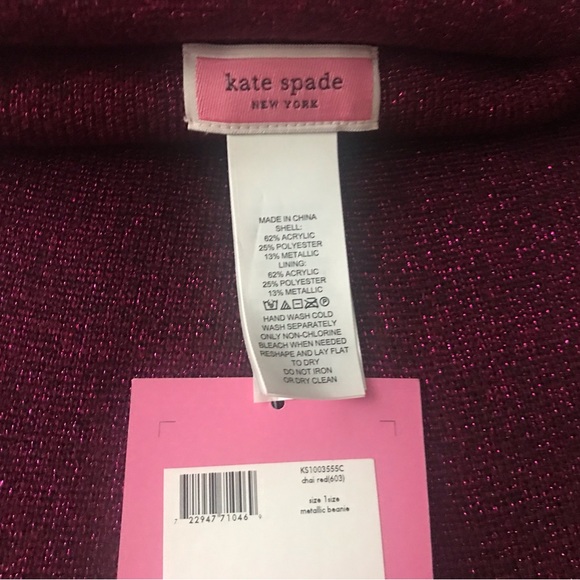 kate spade
NEW YORK
MADE IN CHINA
SHELL:
62% ACRYLIC
25% POLYESTER
13% METALLIC
LINING:
62% ACRYLIC
25% POLYESTER
13% METALLIC
HAND WASH COLD
WASH SEPARATELY
ONLY NON-CHLORINE
BLEACH WHEN NEEDED
RESHAPE AND LAY FLAT
TO DRY
DO NOT IRON
OR DRY CLEAN
KS1003555C
chai red(603)
size 1size
metallic beanie
7 22947 71046 9